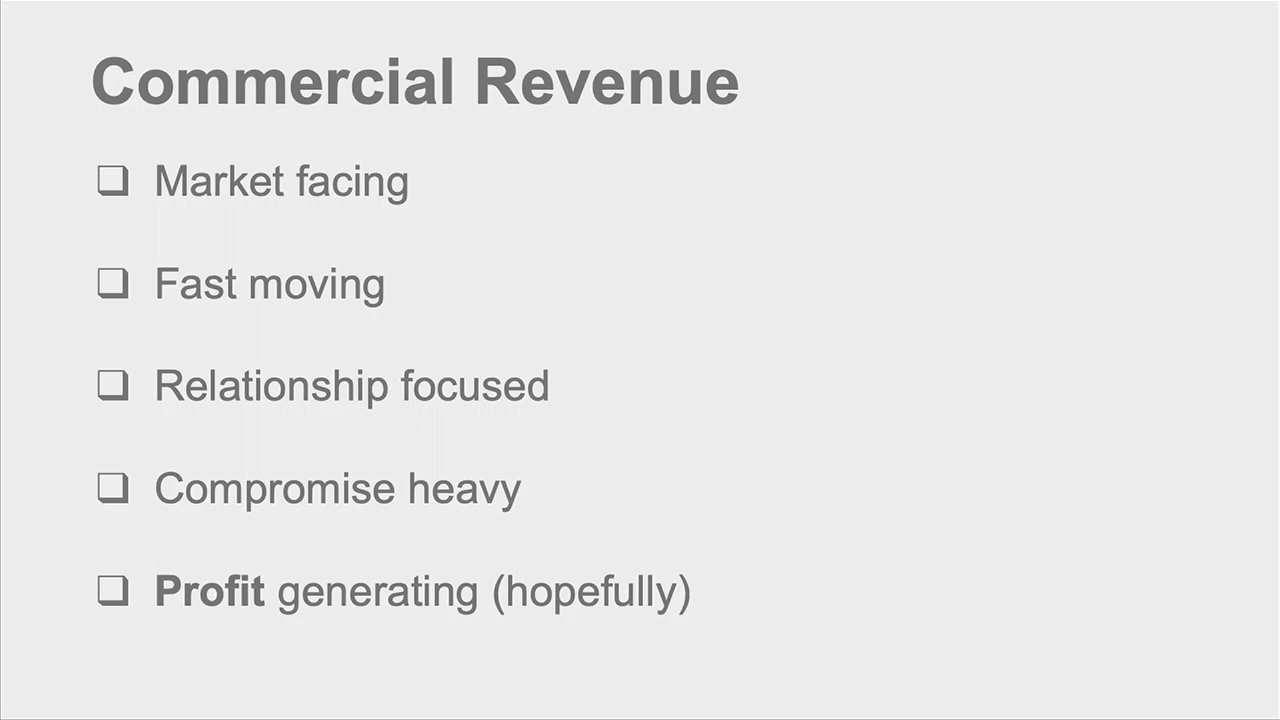 Commercial Revenue
❑ Market facing
❑ Fast moving
❑ Relationship focused
❑ Compromise heavy
❑ Profit generating (hopefully)